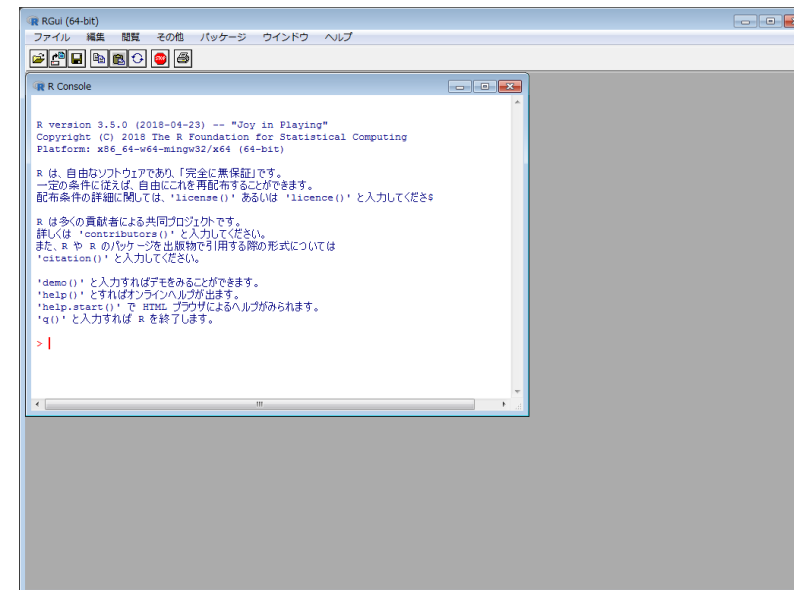 RGui (64-bit)
ファイル 編集 閲覧 その他 パッケージ ウインドウ ヘルプ
STOP
R Console
R version 3.5.0 (2018-04-23) -- "Joy in Playing"
Copyright (C) 2018 The R Foundation for Statistical Computing
Platform: x86_64-w64-mingw32/x64 (64-bit)
R は、自由なソフトウェアであり、「完全に無保証」です。
一定の条件に従えば、自由にこれを再配布することができます。
配布条件の詳細に関しては、'license()' あるいは 'licence()' と入力してくださ$
R は多くの貢献者による共同プロジェクトです。
詳しくは 'contributors()' と入力してください。
また、R や R のパッケージを出版物で引用する際の形式については
'citation()' と入力してください。
'demo()' と入力すればデモをみることができます。
'help()' とすればオンラインヘルプが出ます。
'help.start()' で HTML ブラウザによるヘルプがみられます。
'q()' と入力すれば R を終了します。
>